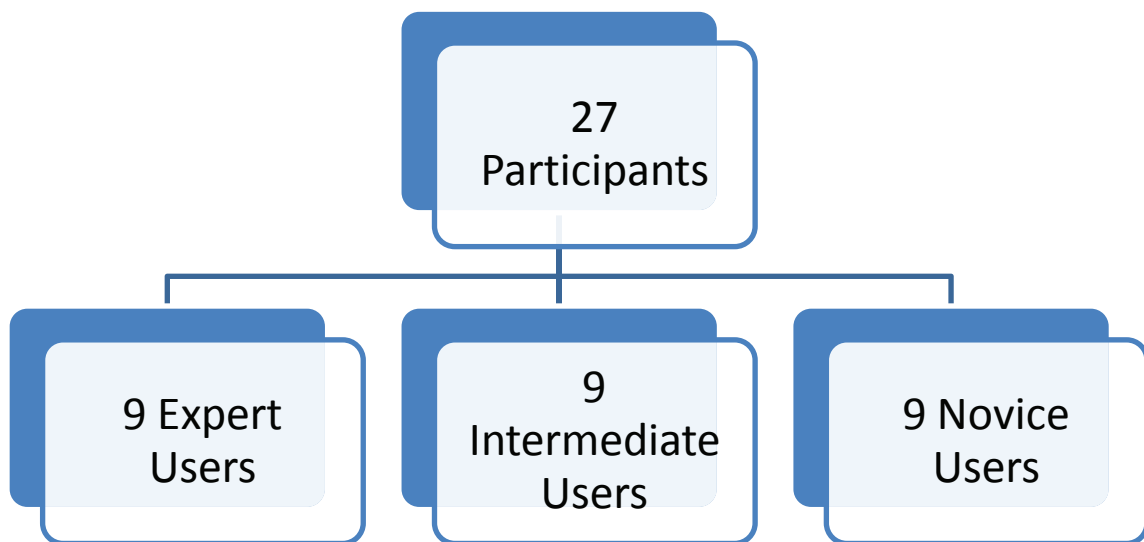 27
Participants
9 Expert
Users
9
Intermediate
Users
9 Novice
Users